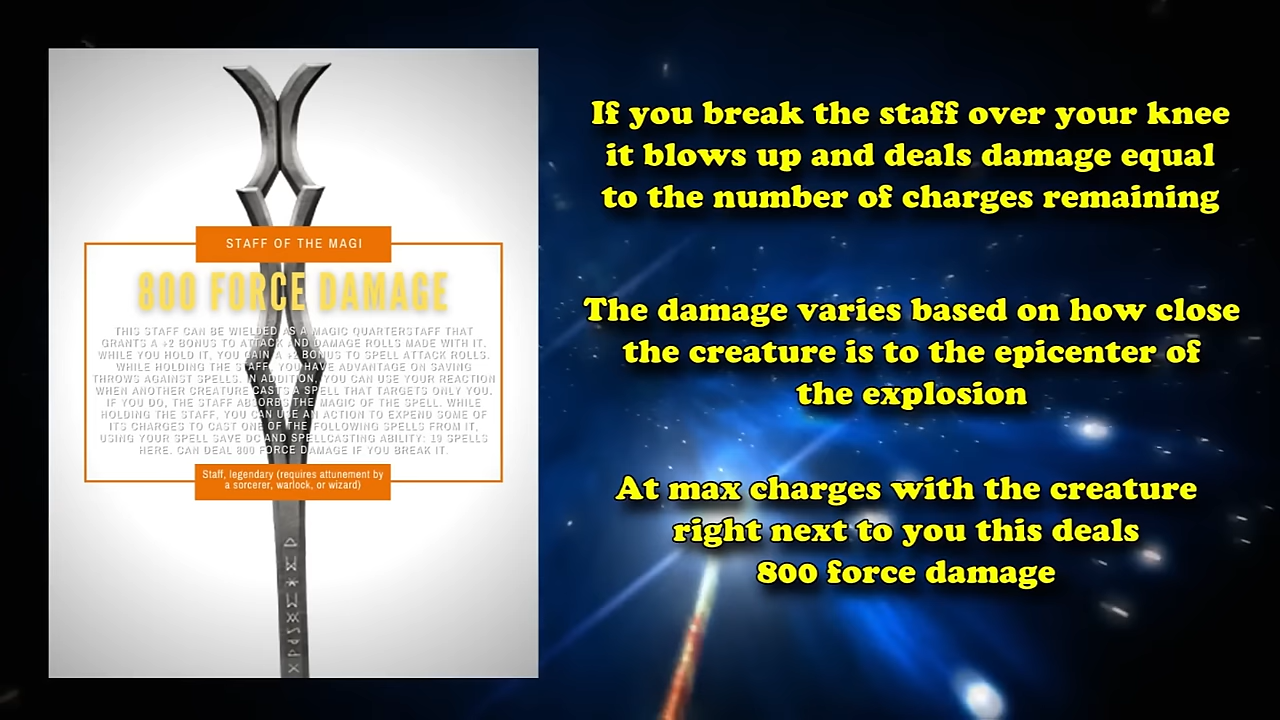 STAFF OF THE MAGI
800 FORCE DAMAGE
THIS STAFF CAN BE WIELDED AS A MAGIC QUARTERSTAFF THAT
GRANTS A +2 BONUS TO ATTACK AND DAMAGE ROLLS MADE WITH IT.
WHILE YOU HOLD IT, YOU GAIN A +2 BONUS TO SPELL ATTACK ROLLS.
WHILE HOLDING THE STAFF, YOU HAVE ADVANTAGE ON SAVING
THROWS AGAINST SPELLS. IN ADDITION, YOU CAN USE YOUR REACTION
WHEN ANOTHER CREATURE CASTS A SPELL THAT TARGETS ONLY YOU.
IF YOU DO, THE STAFF ABSORBS THE MAGIC OF THE SPELL. WHILE
HOLDING THE STAFF, YOU CAN USE AN ACTION TO EXPEND SOME OF
ITS CHARGES TO CAST ONE OF THE FOLLOWING SPELLS FROM IT,
USING YOUR SPELL SAVE DC AND SPELLCASTING ABILITY: 19 SPELLS
HERE. CAN DEAL 800 FORCE DAMAGE IF YOU BREAK IT.
Staff, legendary (requires attunement by
a sorcerer, warlock, or wizard)
If you break the staff over your knee
it blows up and deals damage equal
to the number of charges remaining
The damage varies based on how close
the creature is to the epicenter of
the explosion
At max charges with the creature
right next to you this deals
800 force damage